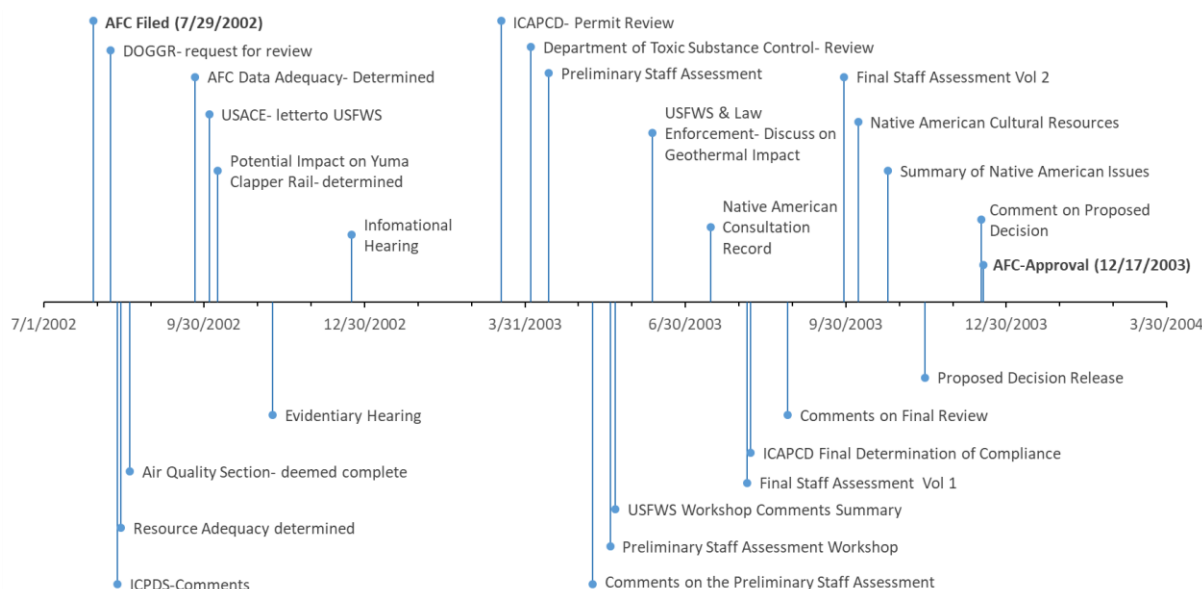 AFC Filed (7/29/2002)
DOGGR- request for review
AFC Data Adequacy- Determined
USACE- letterto USFWS
Potential Impact on Yuma
Clapper Rail- determined
Infomational
Hearing
ICAPCD- Permit Review
Department of Toxic Substance Control- Review
Preliminary Staff Assessment
USFWS & Law
Enforcement- Discuss on
Geothermal Impact
Native American
Consultation
Record
Final Staff Assessment Vol 2
Native American Cultural Resources
Summary of Native American Issues
Comment on Proposed
Decision
AFC-Approval (12/17/2003)
7/1/2002
9/30/2002
12/30/2002
3/31/2003
6/30/2003
9/30/2003
12/30/2003
3/30/2004
Evidentiary Hearing
Air Quality Section- deemed complete
Resource Adequacy determined
ICPDS-Comments
Proposed Decision Release
Comments on Final Review
ICAPCD Final Determination of Compliance
Final Staff Assessment  Vol 1
USFWS Workshop Comments Summary
Preliminary Staff Assessment Workshop
Comments on the Preliminary Staff Assessment